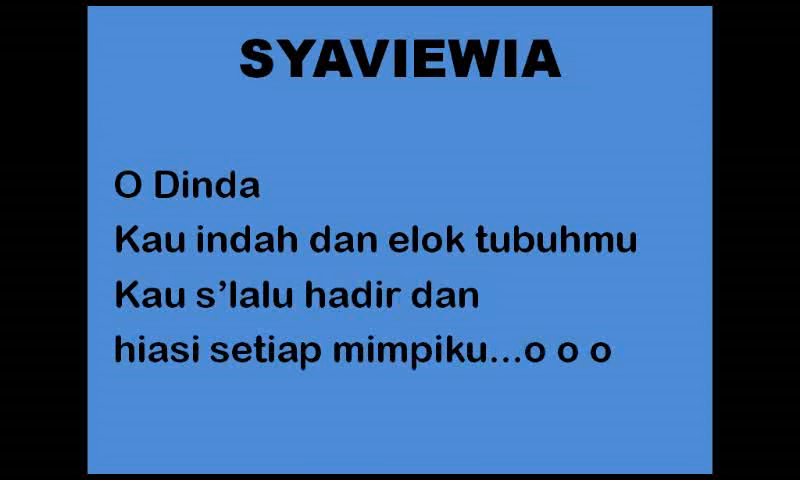 SYAVIEWIA
O Dinda
Kau indah dan elok tubuhmu
Kau s’lalu hadir dan
hiasi setiap mimpiku...o o o